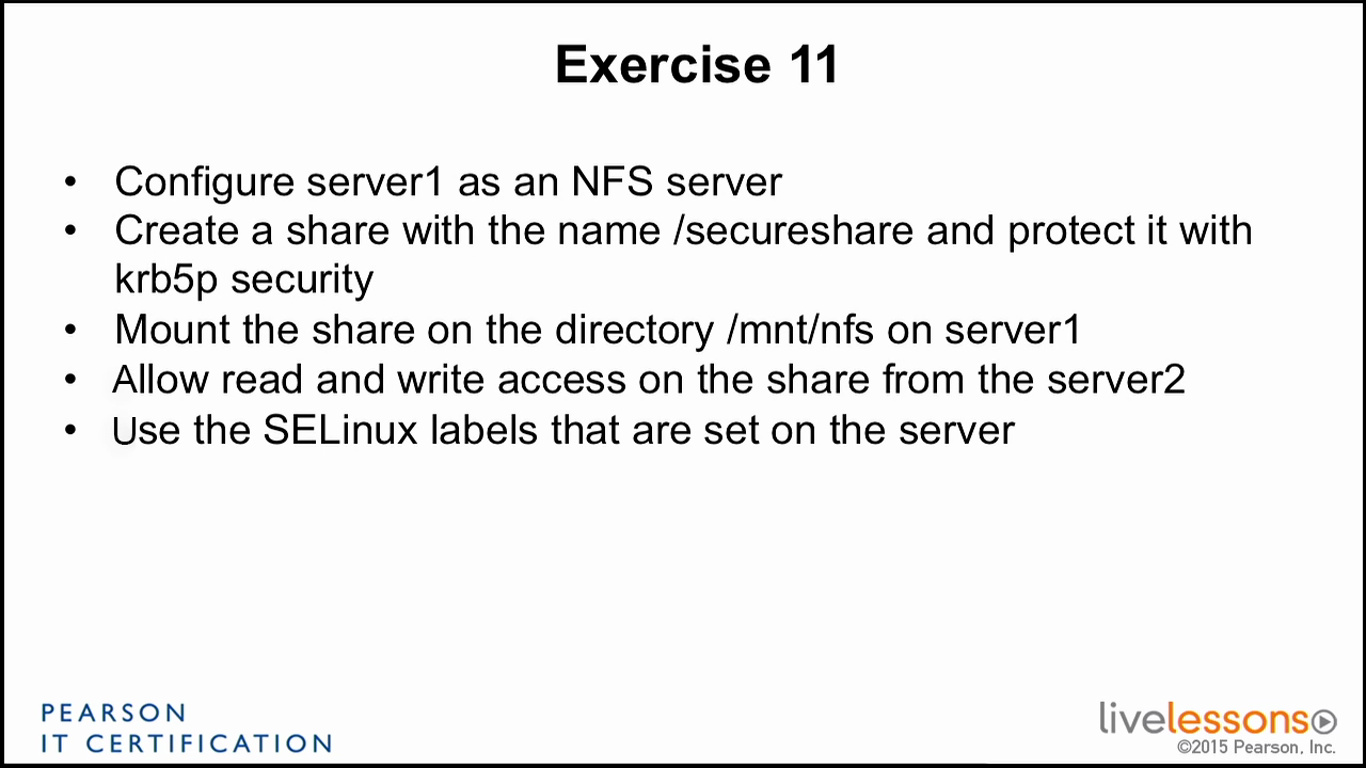 Exercise 11
• Configure server1 as an NFS server
• Create a share with the name /secureshare and protect it with
krb5p security
• Mount the share on the directory /mnt/nfs on server1
• Allow read and write access on the share from the server2
• Use the SELinux labels that are set on the server
PEARSON
IT CERTIFICATION
livelessons
©2015 Pearson, Inc.